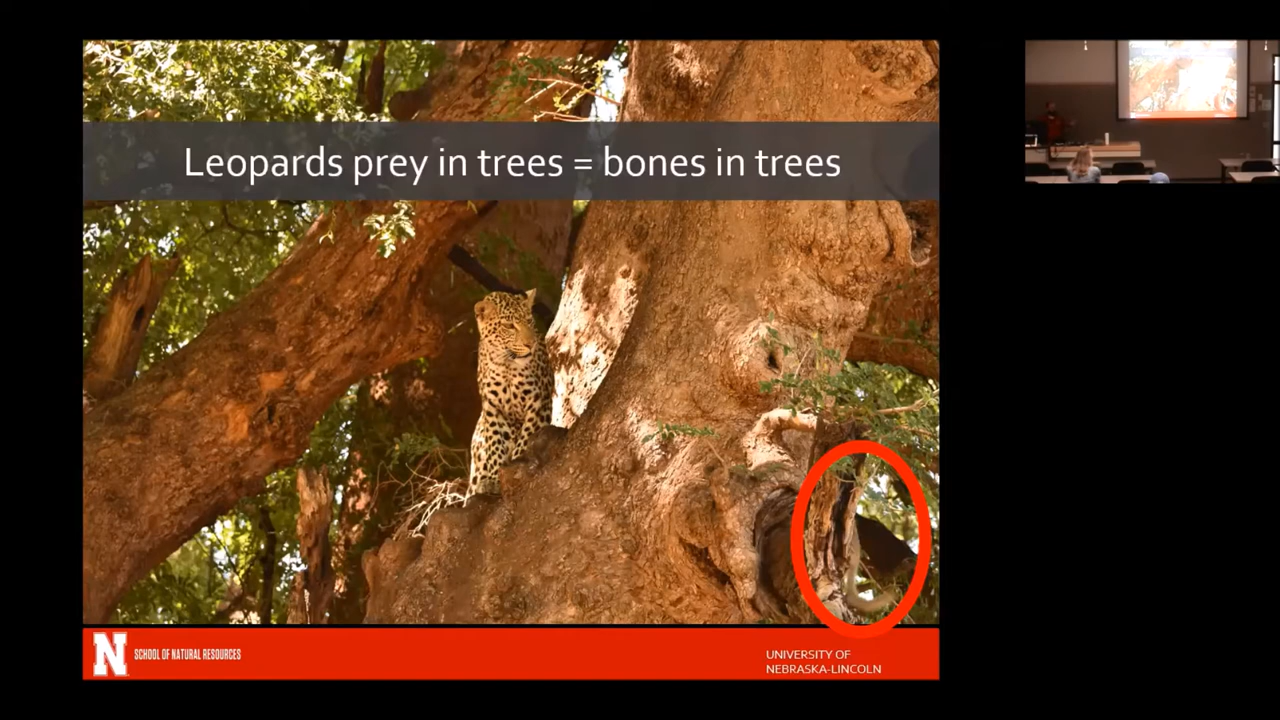 Leopards prey in trees = bones in trees
N SCHOOL OF NATURAL RESOURCES
UNIVERSITY OF
NEBRASKA-LINCOLN